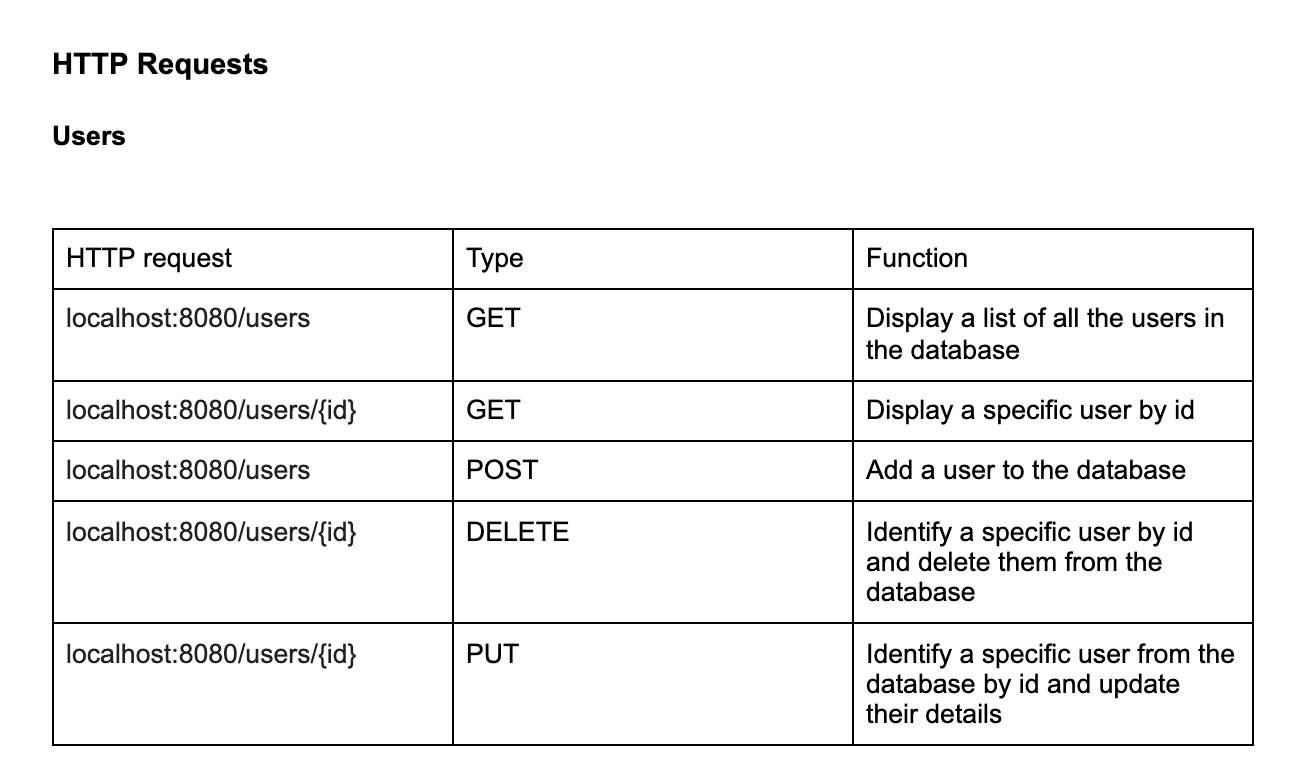 HTTP Requests
Users
HTTP request Type Function
localhost:8080/users GET Display a list of all the users in
the database
localhost:8080/users/{id} GET Display a specific user by id
localhost:8080/users POST Add a user to the database
localhost:8080/users/{id} DELETE Identify a specific user by id
and delete them from the
database
localhost:8080/users/{id} PUT Identify a specific user from the
database by id and update
their details